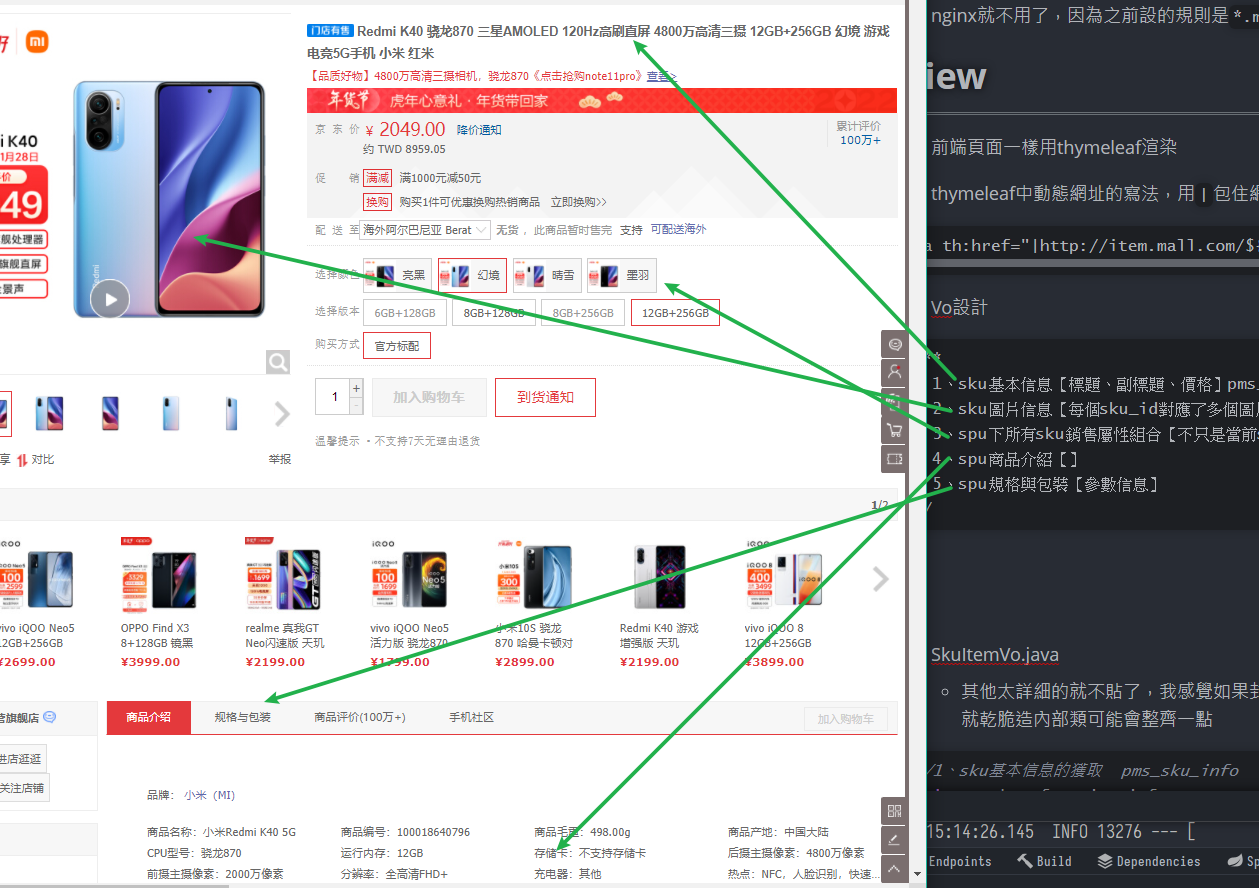 门店有售 Redmi K40 骁龙870 三星AMOLED 120Hz高刷直屏 4800万高清三摄 12GB+256GB 幻境 游戏
电竞5G手机 小米 红米
【品质好物】4800万高清三摄相机，骁龙870《点击抢购note11pro》查看>
年货节 虎年心意礼 · 年货带回家
京 东 价 ¥ 2049.00 降价通知
约 TWD 8959.05
累计评价
100万+
促 销 满减 满1000元减50元
换购 购买1件可优惠换购热销商品 立即换购>>
配 送 至 海外阿尔巴尼亚 Berat 无货 ，此商品暂时售完 支持 可配送海外
选择颜色 亮黑 幻境 晴雪 墨羽
选择版本 6GB+128GB 8GB+128GB 8GB+256GB 12GB+256GB
购买方式 官方标配
1 + - 加入购物车 到货通知
温馨提示 ·不支持7天无理由退货
mi
K40
1月28日
49
处理器
旗舰直屏
Redmi
享 对比 举报
1/2
iQOO
100
2599
vivo iQOO Neo5
12GB+256GB
¥2699.00
oppo
3329
OPPO Find X3
8+128GB 镜黑
¥3999.00
realme
1699
GT
realme 真我GT
Neo闪速版 天玑
¥2199.00
iQOO
100
1699
Neo5
vivo iQOO Neo5
活力版 骁龙870
¥1799.00
小米10S
300
小米10S 骁龙
870 哈曼卡顿对
¥2899.00
Redmi K40 游戏
增强版 天玑
¥2199.00
iQOO
400
3499
vivo iQOO 8
12GB+256GB
¥3899.00
营旗舰店
进店逛逛
关注店铺
商品介绍 规格与包装 商品评价(100万+) 手机社区 加入购物车
品牌： 小米（MI）
商品名称：小米Redmi K40 5G 商品编号：100018640796 商品毛重：498.00g 商品产地：中国大陆
CPU型号：骁龙870 运行内存：12GB 存储卡：不支持存储卡 后摄主摄像素：4800万像素
前摄主摄像素：2000万像素 分辨率：全高清FHD+ 充电器：其他 热点：NFC，人脸识别，快速...
nginx就不用了，因為之前設的規則是 *.m
iew
前端頁面一樣用thymeleaf渲染
thymeleaf中動態網址的寫法，用 | 包住網
a th:href="|http://item.mall.com/$
Vo設計
**
1、sku基本信息【標題、副標題、價格】pms_
2、sku圖片信息【每個sku_id對應了多個圖片
3、spu下所有sku銷售屬性組合【不只是當前s
4、spu商品介紹【】
5、spu規格與包裝【參數信息】
/
SkuItemVo.java
其他太詳細的就不貼了，我感覺如果封
就乾脆造內部類可能會整齊一點
/1、sku基本信息的獲取 pms_sku_info
15:14:26.145 INFO 13276 --- [
Endpoints Build Dependencies Sp